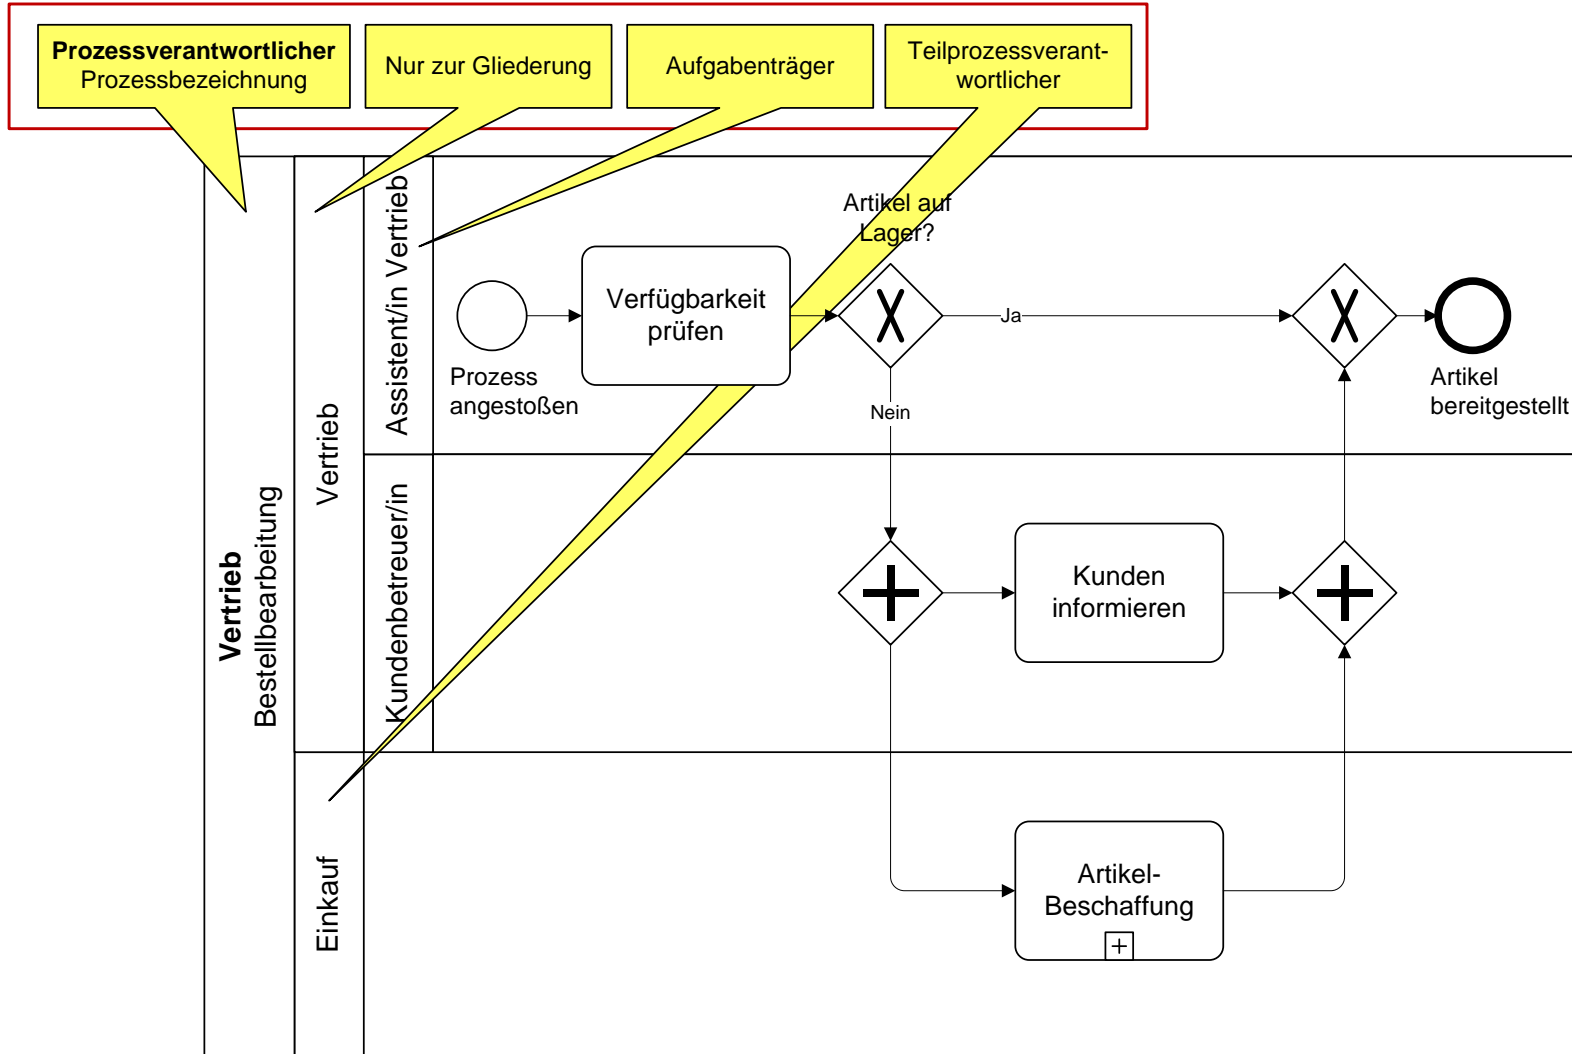 Prozessverantwortlicher
Prozessbezeichnung
Nur zur Gliederung
Aufgabenträger
Teilprozessverant-
wortlicher
Vertrieb
Bestellbearbeitung
Vertrieb
Assistent/in Vertrieb
Kundenbetreuer/in
Einkauf
Prozess
angestoßen
Verfügbarkeit
prüfen
Artikel auf
Lager?
Ja
Nein
Artikel
bereitgestellt
Kunden
informieren
Artikel-
Beschaffung